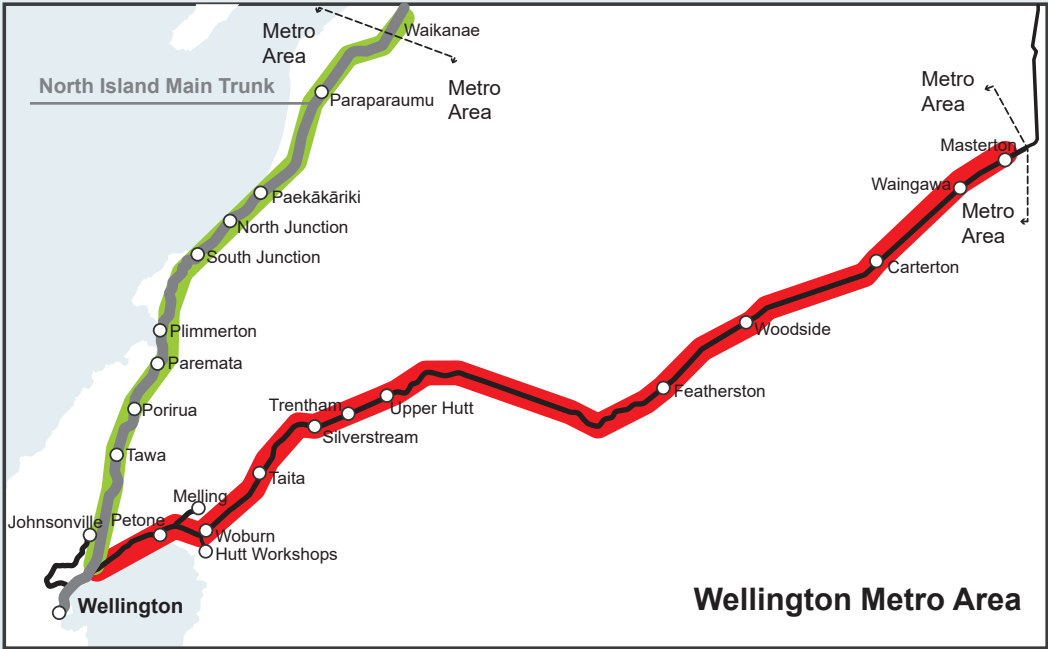 Metro
Area
Waikanae
North Island Main Trunk
Metro
Area
Paraparaumu
Metro
Area
Masterton
Waingawa
Paekākāriki
Metro
Area
North Junction
South Junction
Carterton
Plimmerton
Woodside
Paremata
Featherston
Porirua
Trentham
Upper Hutt
Silverstream
Tawa
Taita
Melling
Johnsonville
Petone
Woburn
Hutt Workshops
Wellington
Wellington Metro Area